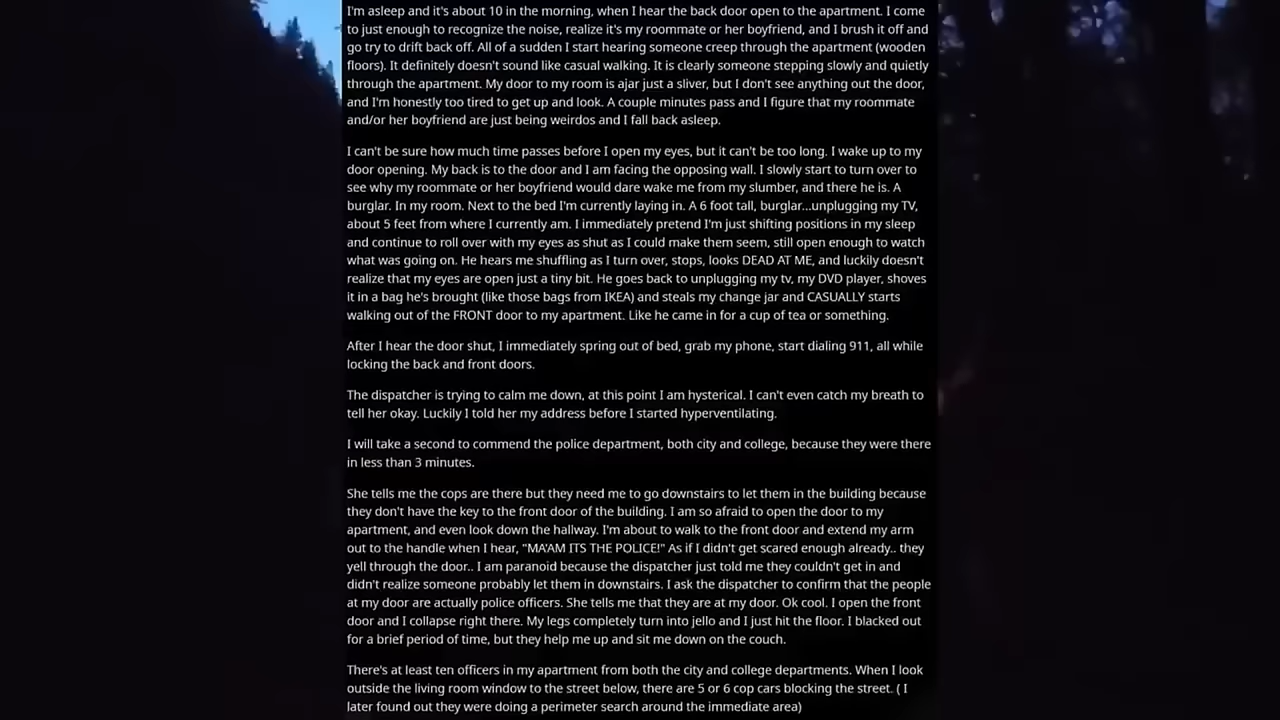 I'm asleep and it's about 10 in the morning, when I hear the back door open to the apartment. I come
to just enough to recognize the noise, realize it's my roommate or her boyfriend, and I brush it off and
go try to drift back off. All of a sudden I start hearing someone creep through the apartment (wooden
floors). It definitely doesn't sound like casual walking. It is clearly someone stepping slowly and quietly
through the apartment. My door to my room is ajar just a sliver, but I don't see anything out the door,
and I'm honestly too tired to get up and look. A couple minutes pass and I figure that my roommate
and/or her boyfriend are just being weirdos and I fall back asleep.
I can't be sure how much time passes before I open my eyes, but it can't be too long. I wake up to my
door opening. My back is to the door and I am facing the opposing wall. I slowly start to turn over to
see why my roommate or her boyfriend would dare wake me from my slumber, and there he is. A
burglar. In my room. Next to the bed I'm currently laying in. A 6 foot tall, burglar...unplugging my TV,
about 5 feet from where I currently am. I immediately pretend I'm just shifting positions in my sleep
and continue to roll over with my eyes as shut as I could make them seem, still open enough to watch
what was going on. He hears me shuffling as I turn over, stops, looks DEAD AT ME, and luckily doesn't
realize that my eyes are open just a tiny bit. He goes back to unplugging my tv, my DVD player, shoves
it in a bag he's brought (like those bags from IKEA) and steals my change jar and CASUALLY starts
walking out of the FRONT door to my apartment. Like he came in for a cup of tea or something.
After I hear the door shut, I immediately spring out of bed, grab my phone, start dialing 911, all while
locking the back and front doors.
The dispatcher is trying to calm me down, at this point I am hysterical. I can't even catch my breath to
tell her okay. Luckily I told her my address before I started hyperventilating.
I will take a second to commend the police department, both city and college, because they were there
in less than 3 minutes.
She tells me the cops are there but they need me to go downstairs to let them in the building because
they don't have the key to the front door of the building. I am so afraid to open the door to my
apartment, and even look down the hallway. I'm about to walk to the front door and extend my arm
out to the handle when I hear, "MA'AM ITS THE POLICE!" As if I didn't get scared enough already.. they
yell through the door.. I am paranoid because the dispatcher just told me they couldn't get in and
didn't realize someone probably let them in downstairs. I ask the dispatcher to confirm that the people
at my door are actually police officers. She tells me that they are at my door. Ok cool. I open the front
door and I collapse right there. My legs completely turn into jello and I just hit the floor. I blacked out
for a brief period of time, but they help me up and sit me down on the couch.
There's at least ten officers in my apartment from both the city and college departments. When I look
outside the living room window to the street below, there are 5 or 6 cop cars blocking the street. ( I
later found out they were doing a perimeter search around the immediate area)